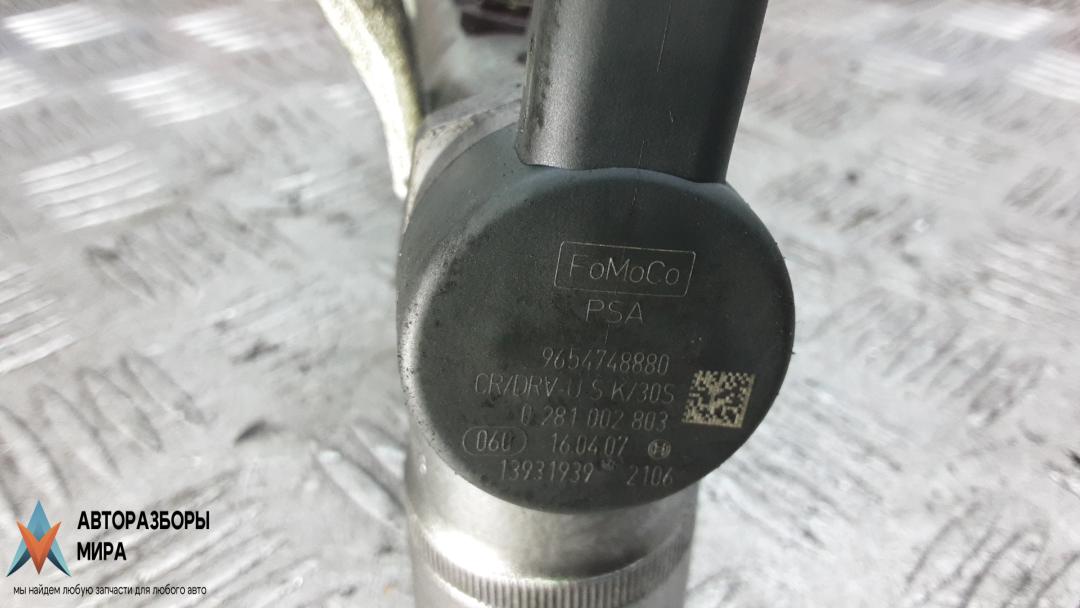 FoMoCo
PSA
9654748880
CR/DRV-U S K/30S
0 281 002 803
060 16.04.07
13931939 2106
АВТОРАЗБОРЫ
МИРА
мы найдем любую запчасти для любого авто